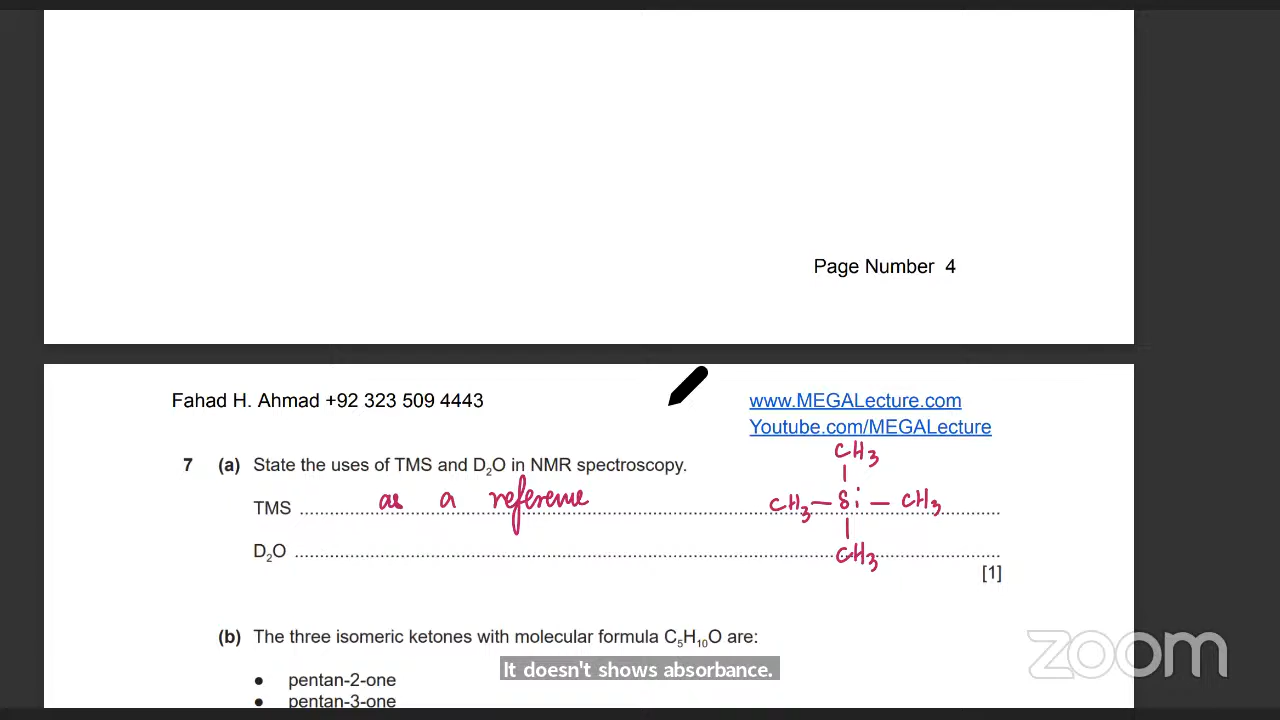 Page Number 4
Fahad H. Ahmad +92 323 509 4443
www.MEGALecture.com
Youtube.com/MEGALecture
7 (a) State the uses of TMS and D₂O in NMR spectroscopy.
CH₃
TMS as a reference
CH₃ — Si — CH₃
CH₃
D₂O
[1]
(b) The three isomeric ketones with molecular formula C₅H₁₀O are:
It doesn't shows absorbance.
● pentan-2-one
● pentan-3-one
zoom